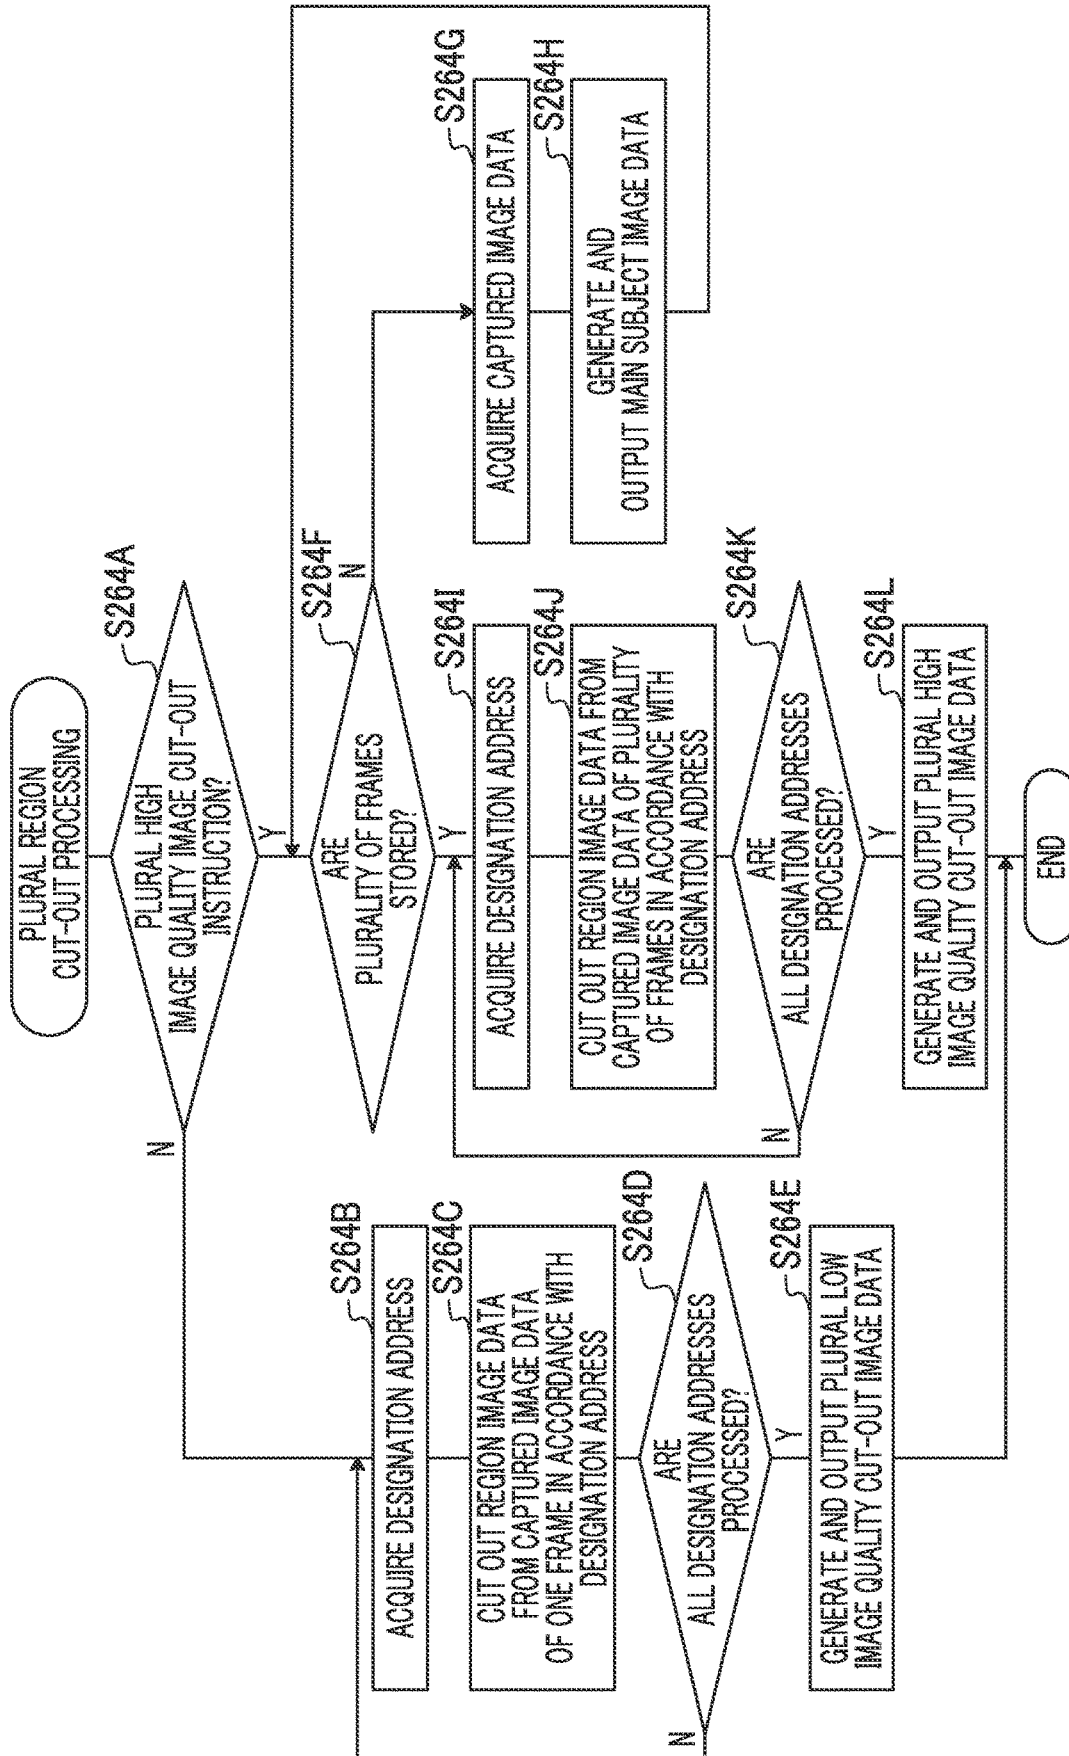 PLURAL REGION
CUT-OUT PROCESSING
S264A
PLURAL HIGH
IMAGE QUALITY IMAGE CUT-OUT
INSTRUCTION?
N
Y
S264B
ACQUIRE DESIGNATION ADDRESS
S264C
CUT OUT REGION IMAGE DATA
FROM CAPTURED IMAGE DATA
OF ONE FRAME IN ACCORDANCE WITH
DESIGNATION ADDRESS
S264D
ARE
ALL DESIGNATION ADDRESSES
PROCESSED?
N
Y
S264E
GENERATE AND OUTPUT PLURAL LOW
IMAGE QUALITY CUT-OUT IMAGE DATA
S264F
ARE
PLURALITY OF FRAMES
STORED?
N
Y
S264G
ACQUIRE CAPTURED IMAGE DATA
S264H
GENERATE AND
OUTPUT MAIN SUBJECT IMAGE DATA
S264I
ACQUIRE DESIGNATION ADDRESS
S264J
CUT OUT REGION IMAGE DATA FROM
CAPTURED IMAGE DATA OF PLURALITY
OF FRAMES IN ACCORDANCE WITH
DESIGNATION ADDRESS
S264K
ARE
ALL DESIGNATION ADDRESSES
PROCESSED?
N
Y
S264L
GENERATE AND OUTPUT PLURAL HIGH
IMAGE QUALITY CUT-OUT IMAGE DATA
END